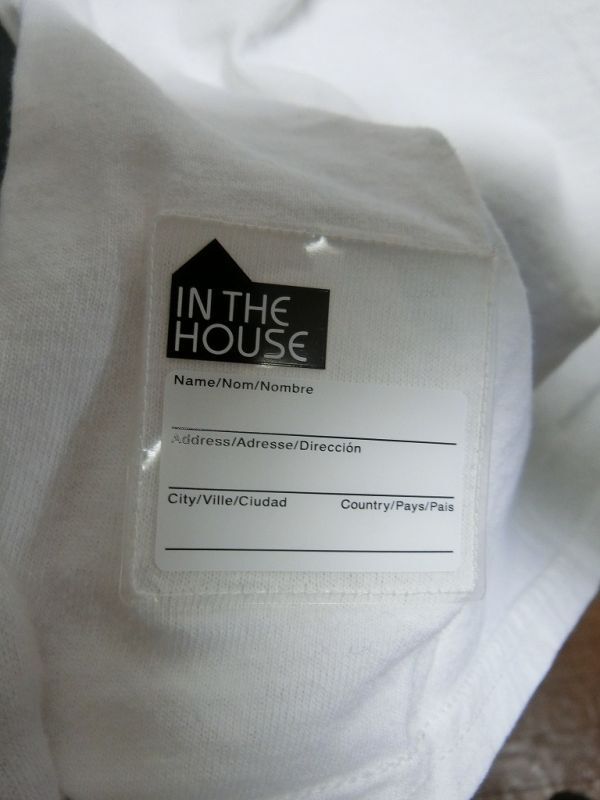 IN THE
HOUSE
Name/Nom/Nombre
Address/Adresse/Dirección
City/Ville/Ciudad Country/Pays/Pais